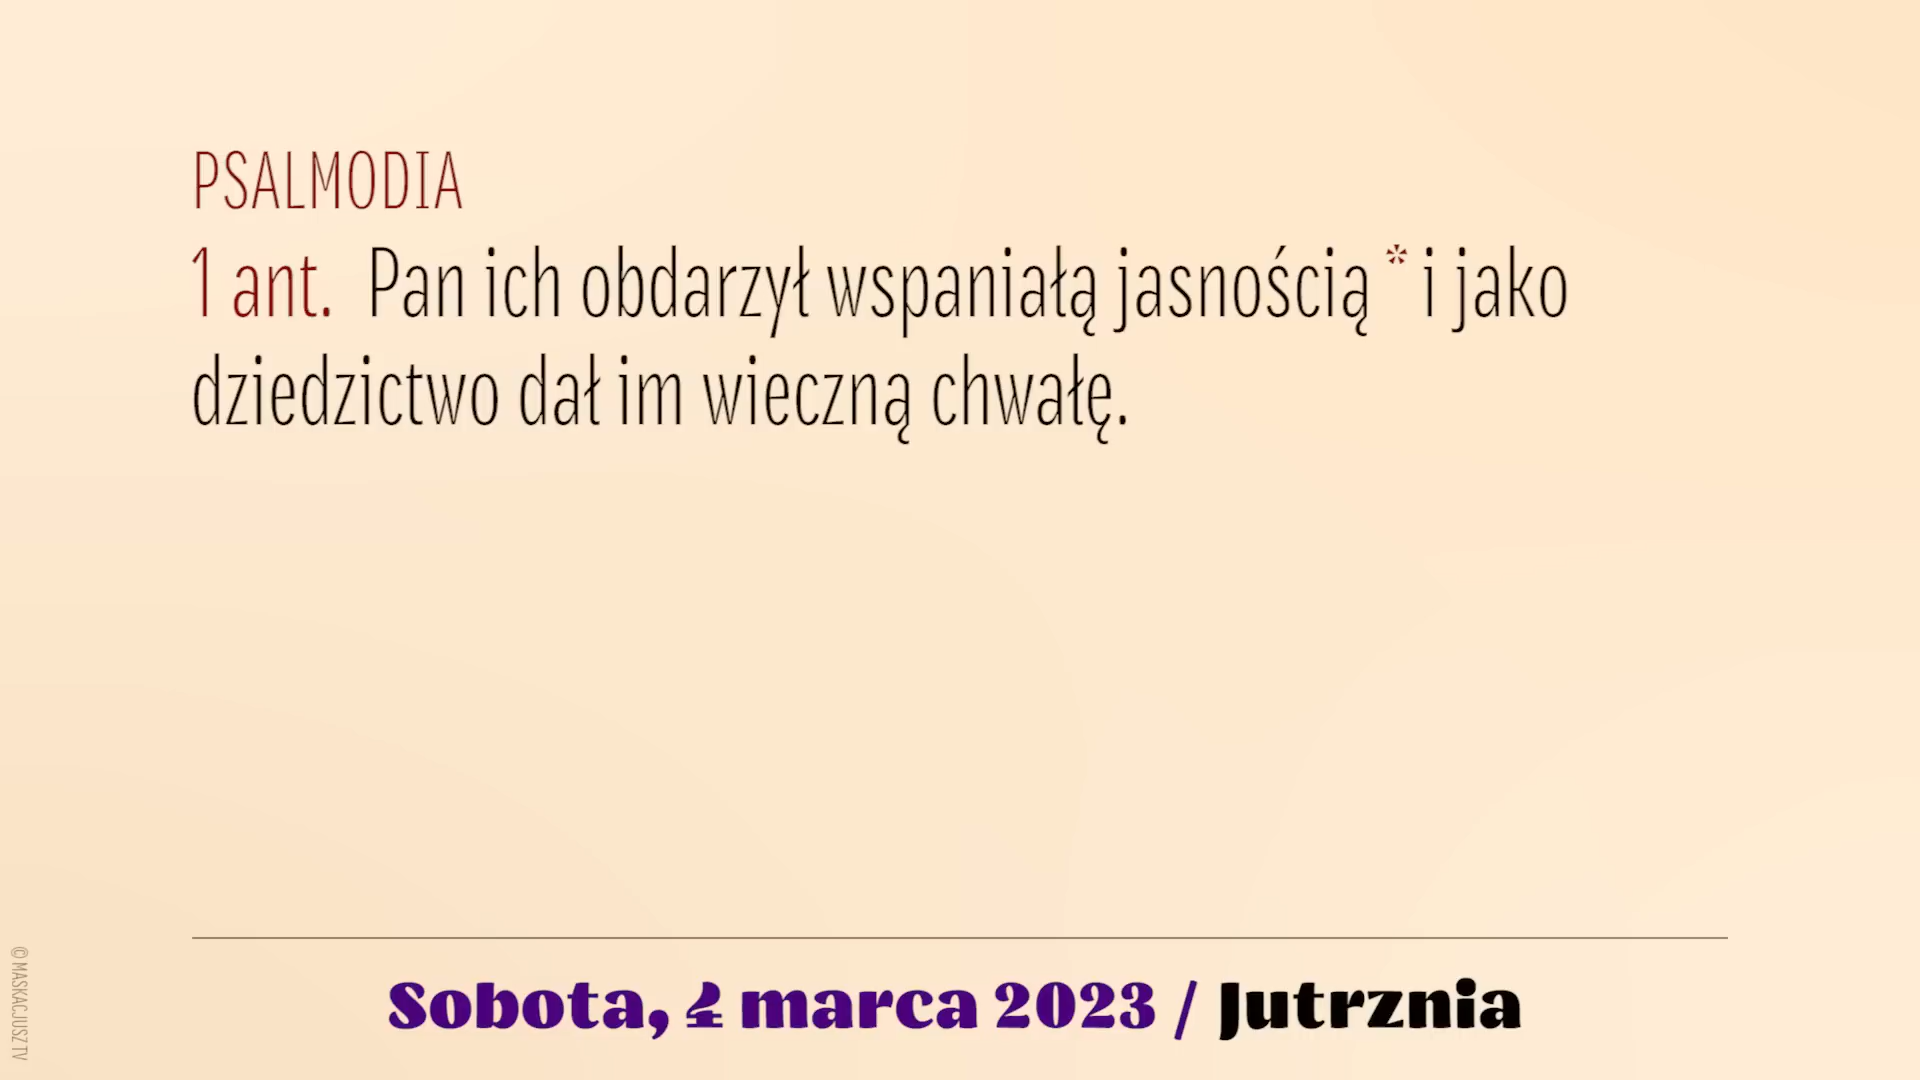 PSALMODIA
1 ant. Pan ich obdarzył wspaniałą jasnością * i jako
dziedzictwo dał im wieczną chwałę.
Sobota, 4 marca 2023 / Jutrznia
© MASKACJUSZ TV